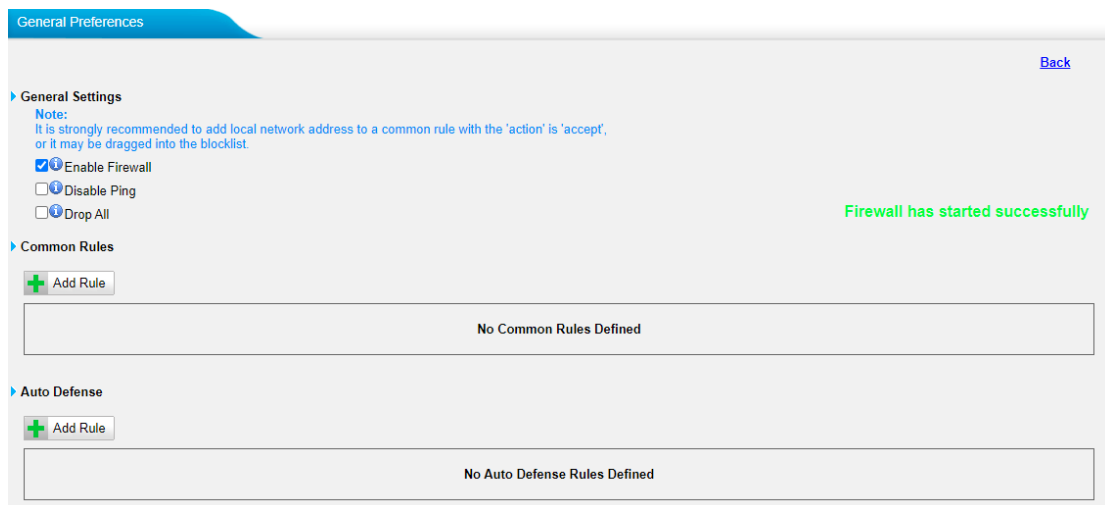 General Preferences
Back
General Settings
Note:
It is strongly recommended to add local network address to a common rule with the 'action' is 'accept',
or it may be dragged into the blocklist.
Enable Firewall
Disable Ping
Drop All
Firewall has started successfully
Common Rules
Add Rule
No Common Rules Defined
Auto Defense
Add Rule
No Auto Defense Rules Defined